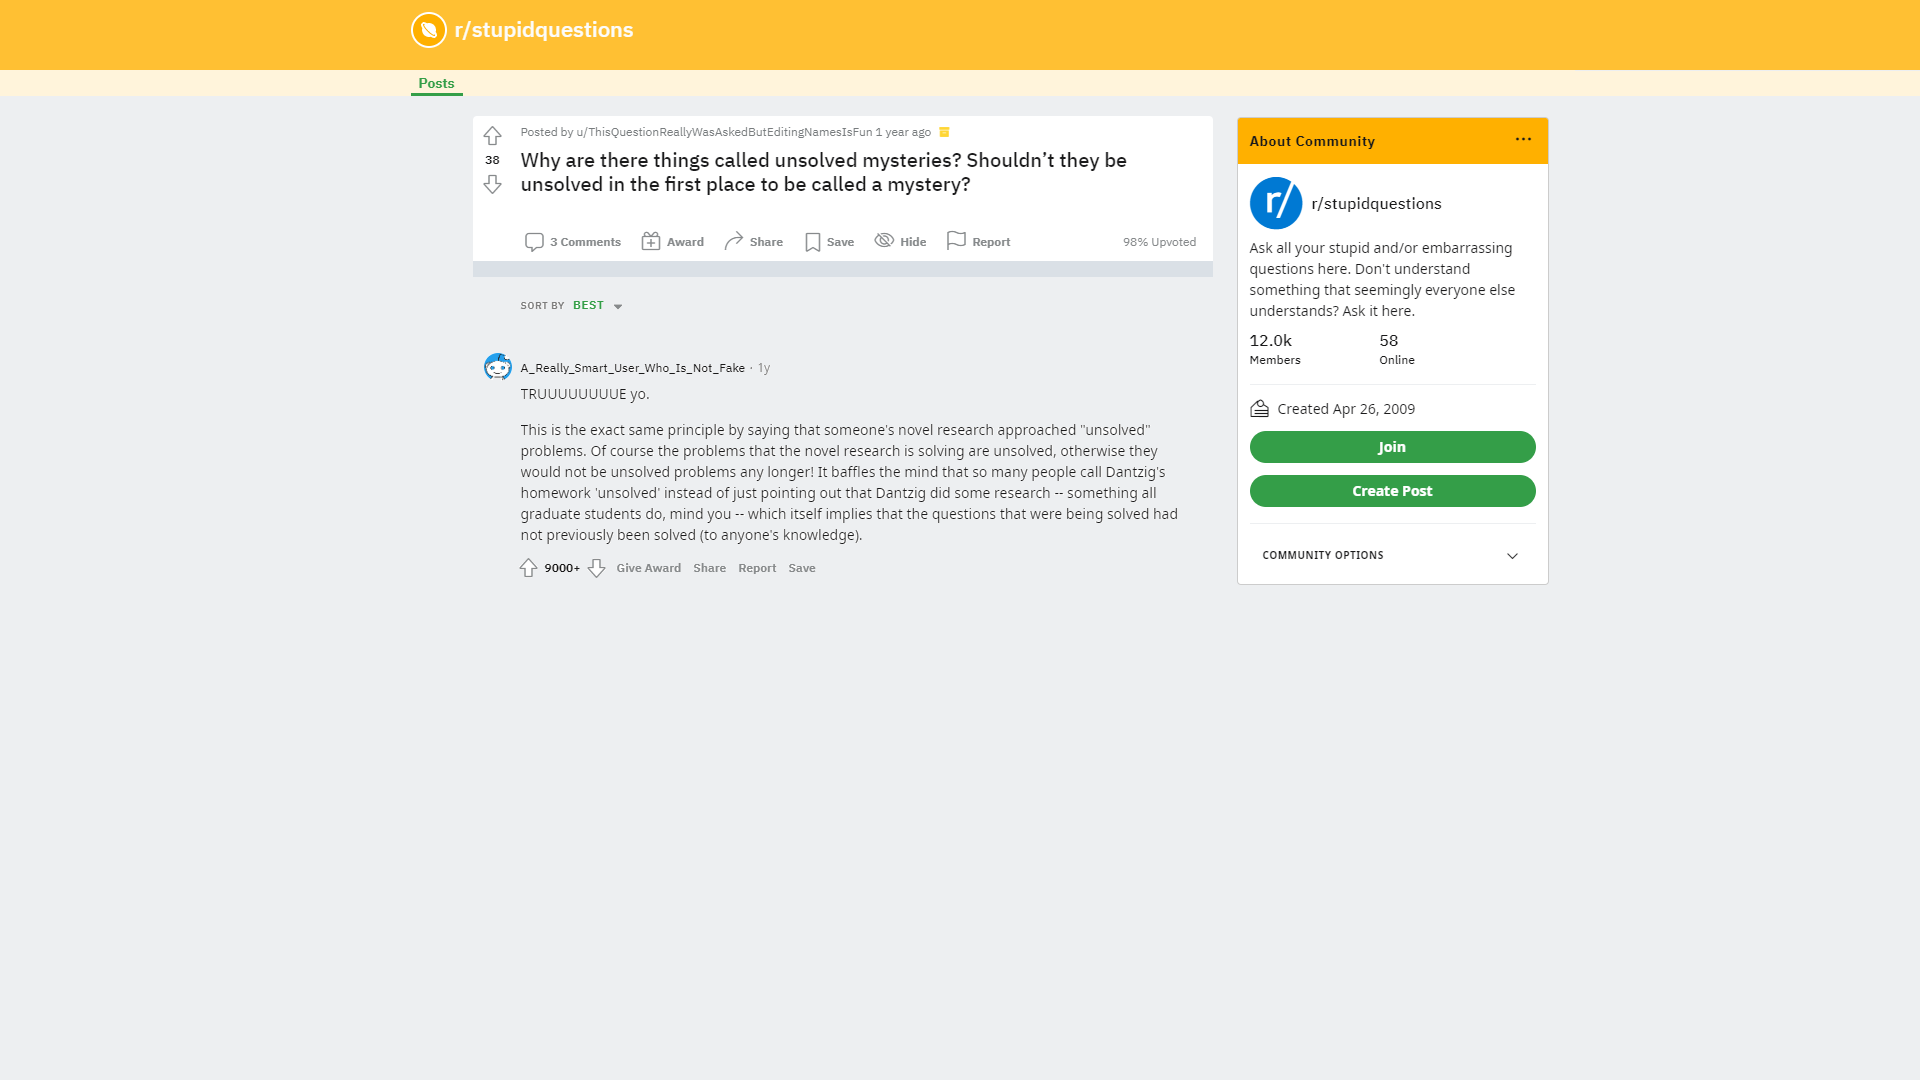 r/stupidquestions
Posts
Posted by u/ThisQuestionReallyWasAskedButEditingNamesIsFun 1 year ago
38
Why are there things called unsolved mysteries? Shouldn’t they be
unsolved in the first place to be called a mystery?
3 Comments Award Share Save Hide Report 98% Upvoted
SORT BY BEST
A_Really_Smart_User_Who_Is_Not_Fake · 1y
TRUUUUUUUUE yo.
This is the exact same principle by saying that someone's novel research approached "unsolved"
problems. Of course the problems that the novel research is solving are unsolved, otherwise they
would not be unsolved problems any longer! It baffles the mind that so many people call Dantzig's
homework 'unsolved' instead of just pointing out that Dantzig did some research -- something all
graduate students do, mind you -- which itself implies that the questions that were being solved had
not previously been solved (to anyone's knowledge).
9000+ Give Award Share Report Save
About Community
r/
r/stupidquestions
Ask all your stupid and/or embarrassing
questions here. Don't understand
something that seemingly everyone else
understands? Ask it here.
12.0k 58
Members Online
Created Apr 26, 2009
Join
Create Post
COMMUNITY OPTIONS